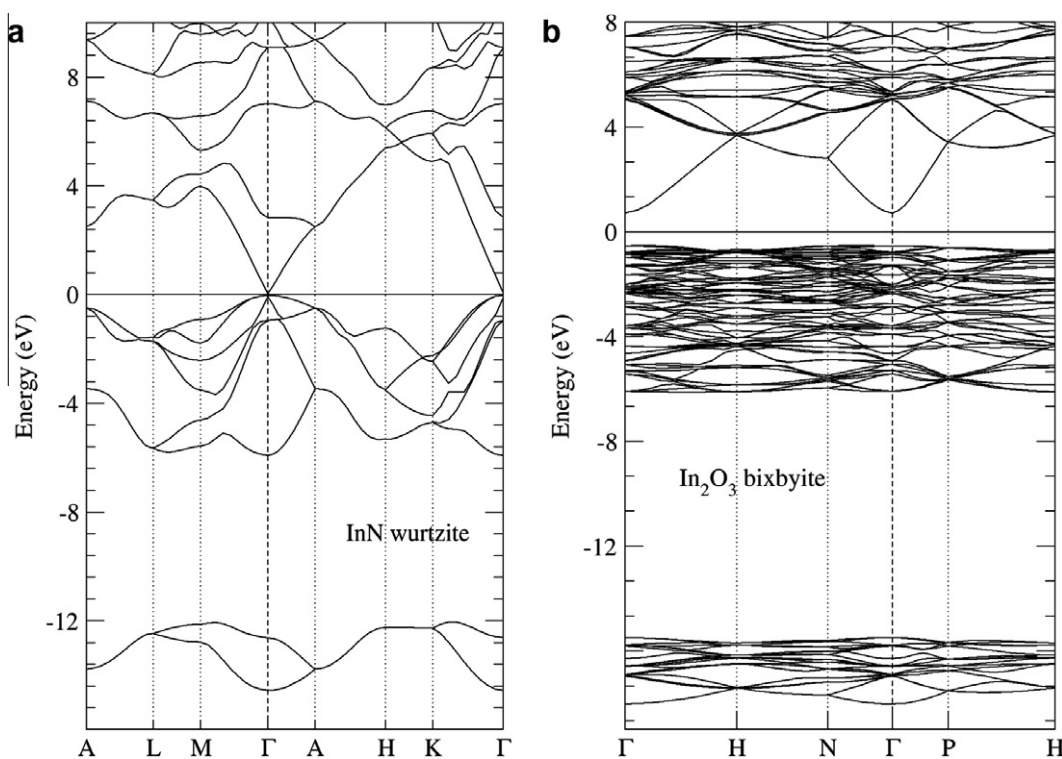 a
8
4
0
-4
-8
-12
Energy (eV)
InN wurtzite
A L M Γ A H K Γ
b
8
4
0
-4
-8
-12
Energy (eV)
In₂O₃ bixbyite
Γ H N Γ P H